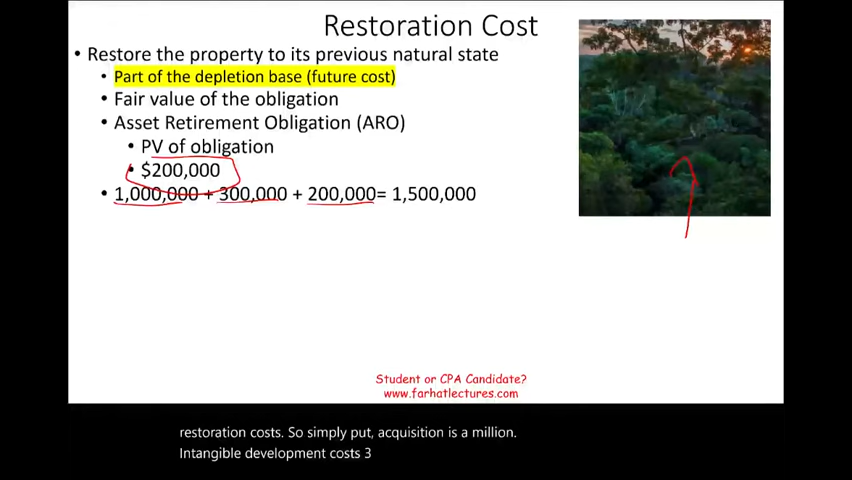 Restoration Cost
• Restore the property to its previous natural state
• Part of the depletion base (future cost)
• Fair value of the obligation
• Asset Retirement Obligation (ARO)
• PV of obligation
• $200,000
• 1,000,000 + 300,000 + 200,000= 1,500,000
Student or CPA Candidate?
www.farhatlectures.com
restoration costs. So simply put, acquisition is a million.
Intangible development costs 3